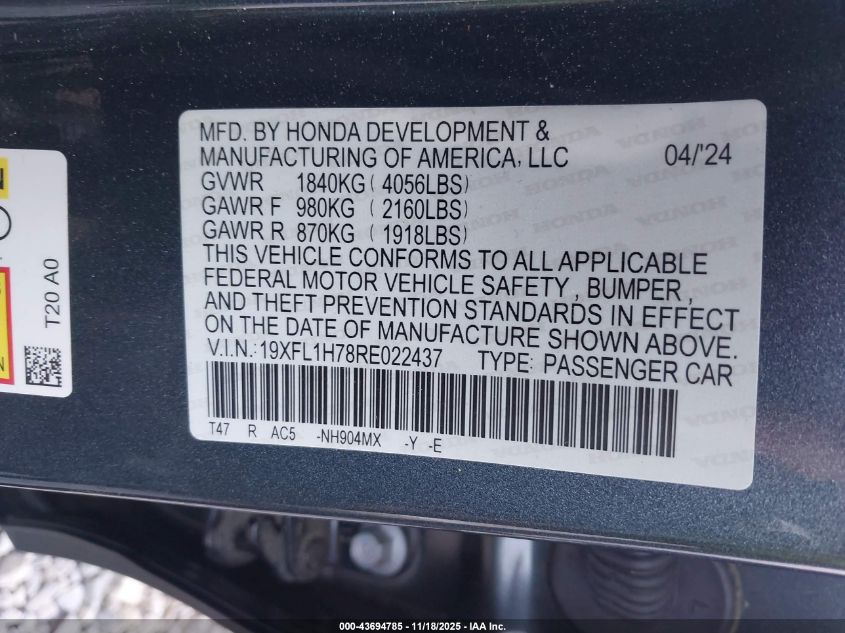 MFD. BY HONDA DEVELOPMENT &
MANUFACTURING OF AMERICA, LLC 04/'24
GVWR 1840KG ( 4056LBS)
GAWR F 980KG ( 2160LBS)
GAWR R 870KG ( 1918LBS)
THIS VEHICLE CONFORMS TO ALL APPLICABLE
FEDERAL MOTOR VEHICLE SAFETY , BUMPER ,
AND THEFT PREVENTION STANDARDS IN EFFECT
ON THE DATE OF MANUFACTURE SHOWN ABOVE.
V.I.N.: 19XFL1H78RE022437 TYPE: PASSENGER CAR
T47 R AC5 -NH904MX -Y -E
T20 A0
000-43694785 | 11/18/2025 - IAA Inc.